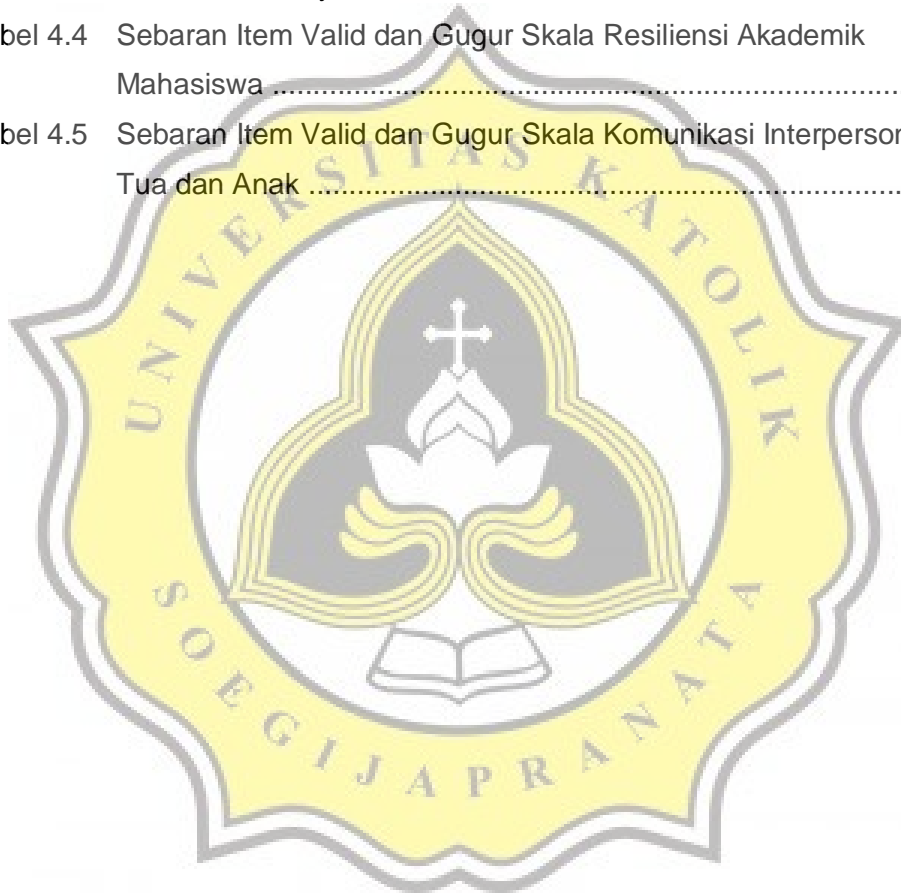 bel 4.4 Sebaran Item Valid dan Gugur Skala Resiliensi Akademik
Mahasiswa ................................................................................
bel 4.5 Sebaran Item Valid dan Gugur Skala Komunikasi Interperson
Tua dan Anak ...........................................................................
UNIVERSITAS KATOLIK
SOEGIJAPRANATA